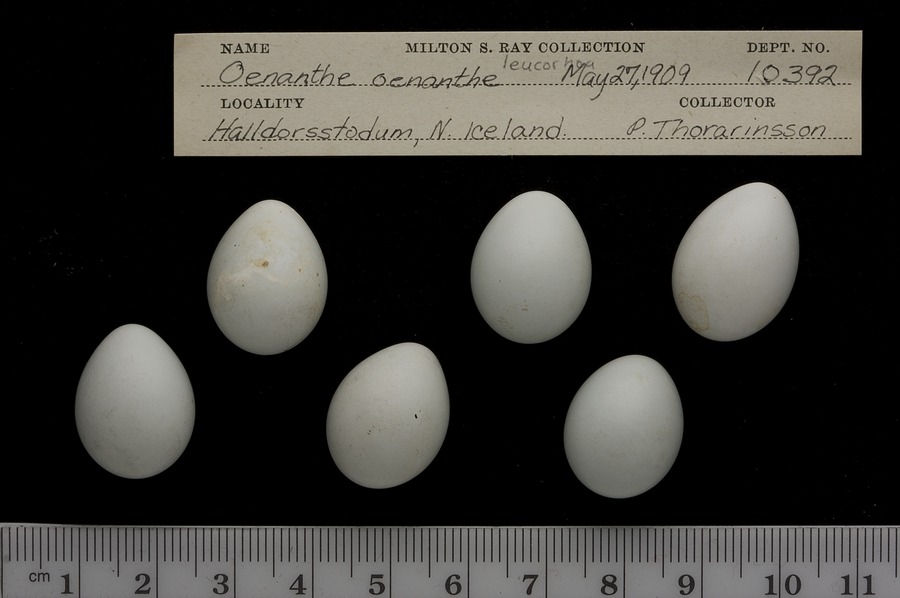 NAME MILTON S. RAY COLLECTION DEPT. NO.
Oenanthe oenanthe leucorhoa May 27, 1909 10392
LOCALITY COLLECTOR
Halldorsstodum, N. Iceland. P. Thorarinsson
cm 1 2 3 4 5 6 7 8 9 10 11